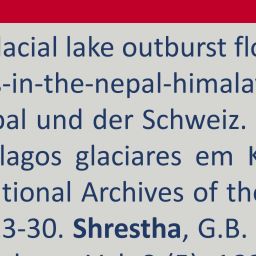 lacial lake outburst flo
s-in-the-nepal-himala
pal und der Schweiz.
lagos glaciares em K
tional Archives of the
3-30. Shrestha, G.B.